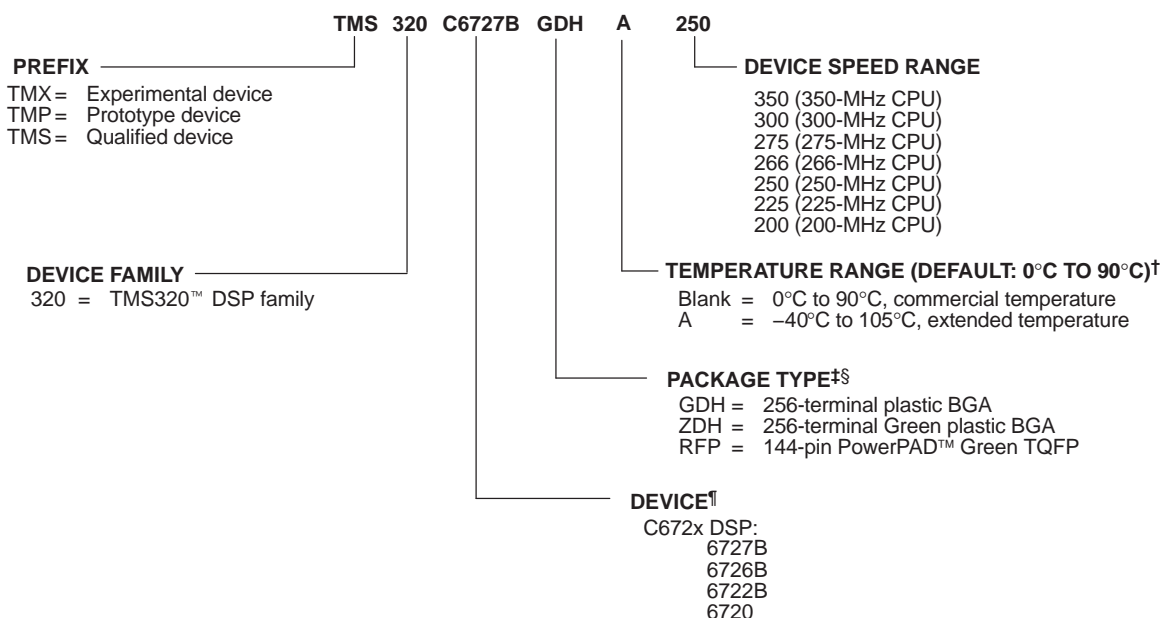 TMS 320 C6727B GDH A 250
PREFIX
TMX = Experimental device
TMP = Prototype device
TMS = Qualified device
DEVICE SPEED RANGE
350 (350-MHz CPU)
300 (300-MHz CPU)
275 (275-MHz CPU)
266 (266-MHz CPU)
250 (250-MHz CPU)
225 (225-MHz CPU)
200 (200-MHz CPU)
DEVICE FAMILY
320 = TMS320™ DSP family
TEMPERATURE RANGE (DEFAULT: 0°C TO 90°C)†
Blank = 0°C to 90°C, commercial temperature
A = –40°C to 105°C, extended temperature
PACKAGE TYPE‡§
GDH = 256-terminal plastic BGA
ZDH = 256-terminal Green plastic BGA
RFP = 144-pin PowerPAD™ Green TQFP
DEVICE¶
C672x DSP:
6727B
6726B
6722B
6720